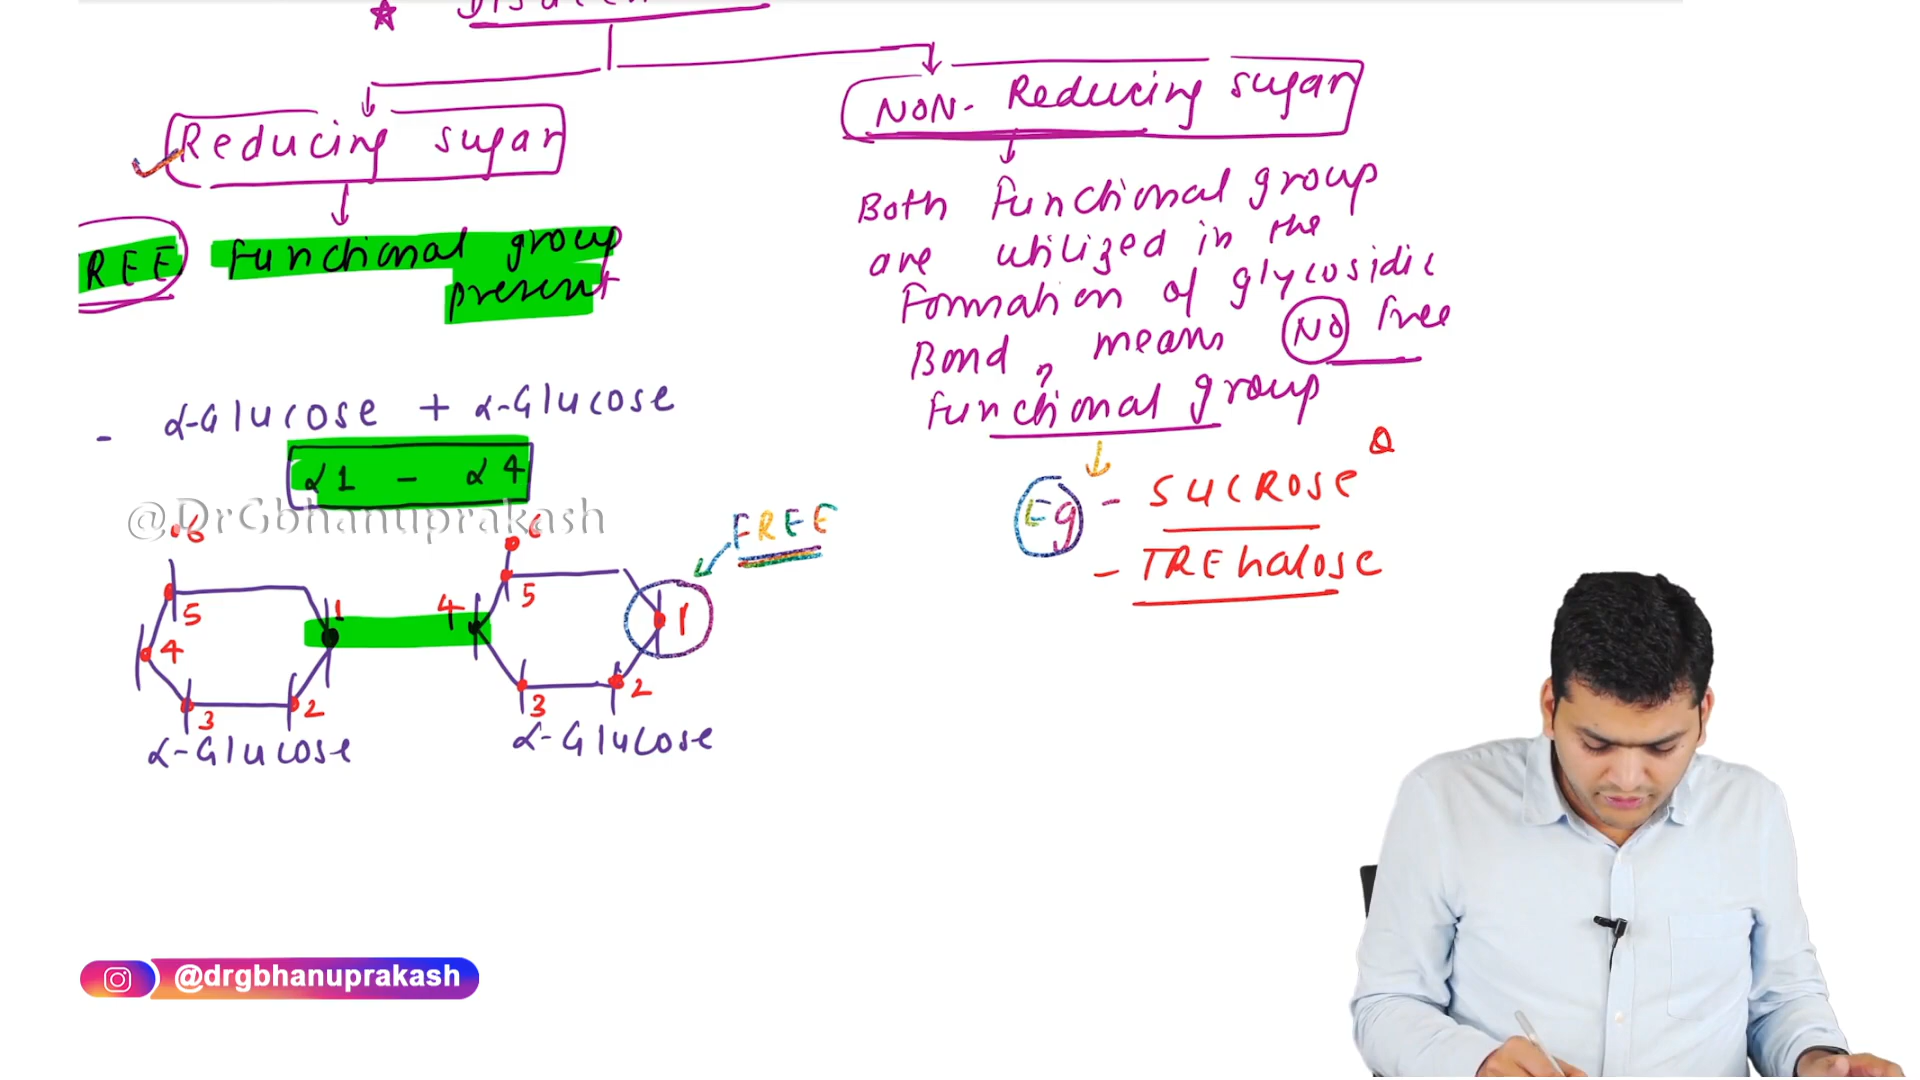 Reducing sugar
NON- Reducing sugar
REE Functional group
present
Both Functional group
are utilized in the
Formation of glycosidic
Bond, means NO free
Functional group
- α-Glucose + α-Glucose
α1 - α4
@DrGbhanuprakash
Eg - SUCROSE
- TREhalose
FREE
6
5
4
3
2
1
α-Glucose
6
5
4
3
2
1
α-Glucose
@drgbhanuprakash